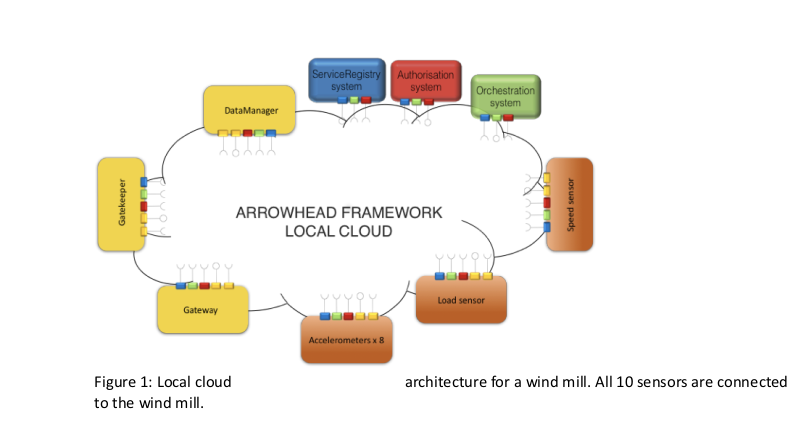 ServiceRegistry
system
Authorisation
system
Orchestration
system
DataManager
Gatekeeper
Speed sensor
ARROWHEAD FRAMEWORK
LOCAL CLOUD
Load sensor
Gateway
Accelerometers x 8
Figure 1: Local cloud architecture for a wind mill. All 10 sensors are connected
to the wind mill.